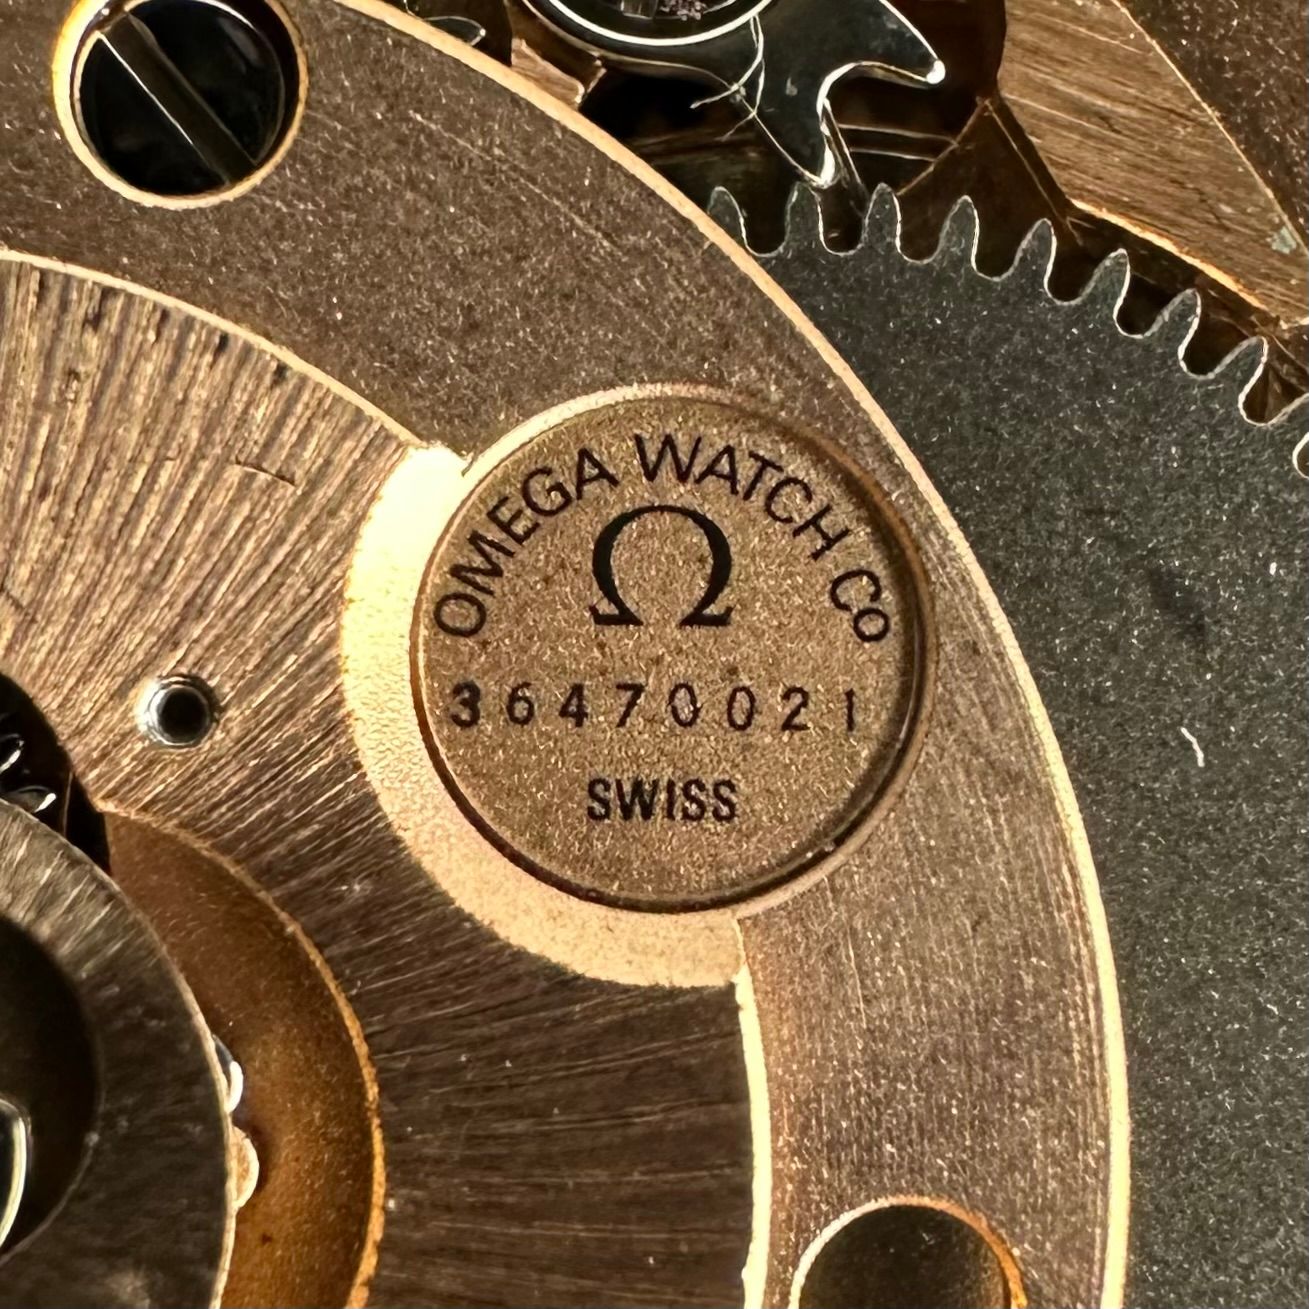 OMEGA WATCH Co
Ω
36470021
SWISS